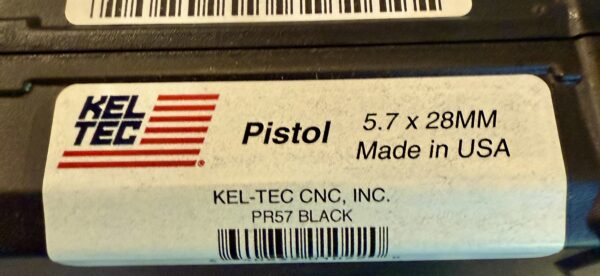 KEL
TEC
Pistol
5.7 x 28MM
Made in USA
KEL-TEC CNC, INC.
PR57 BLACK